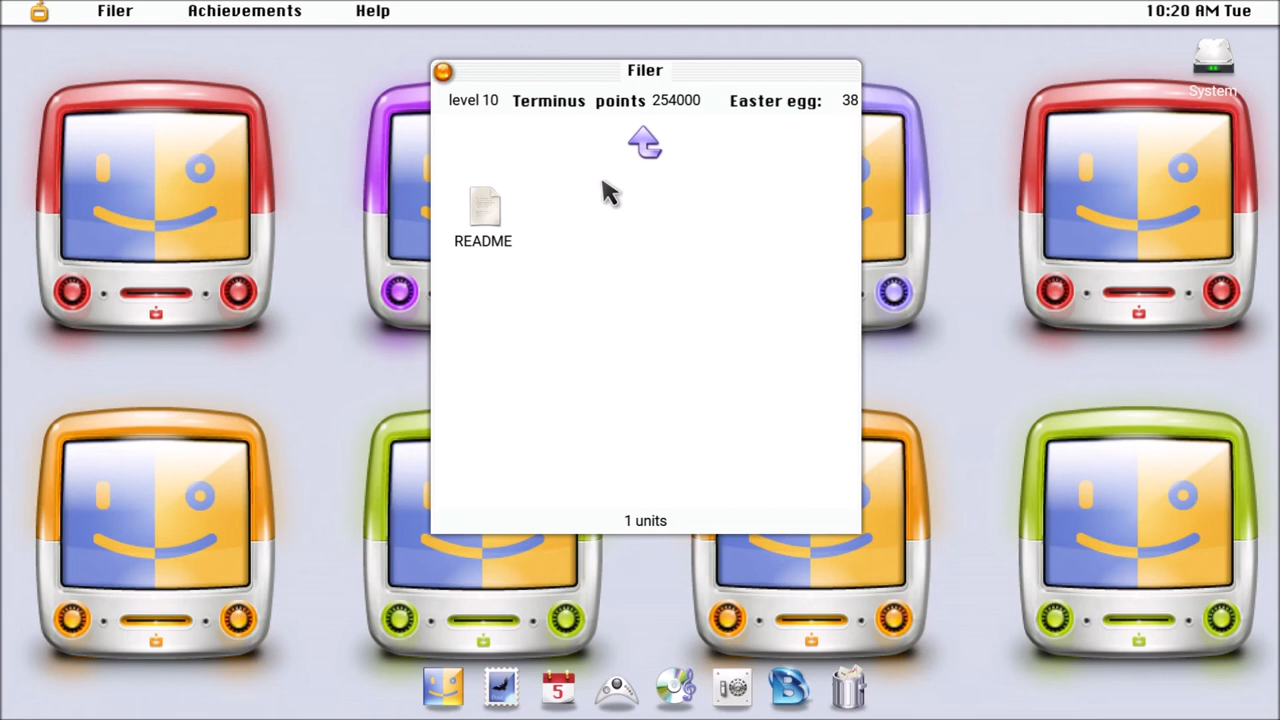 Filer Achievements Help 10:20 AM Tue
Filer
level 10 Terminus points 254000 Easter egg: 38
System
README
1 units
5